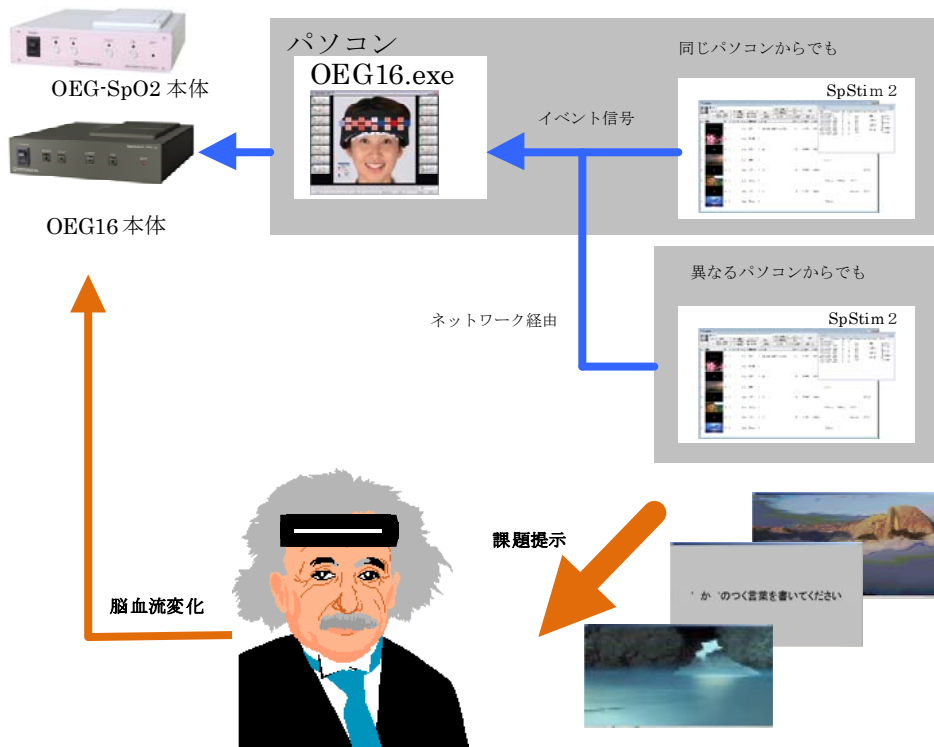 パソコン
同じパソコンからでも
OEG16.exe
SpStim 2
OEG-SpO2 本体
イベント信号
OEG16 本体
異なるパソコンからでも
ネットワーク経由
SpStim 2
課題提示
' か 'のつく言葉を書いてください
脳血流変化